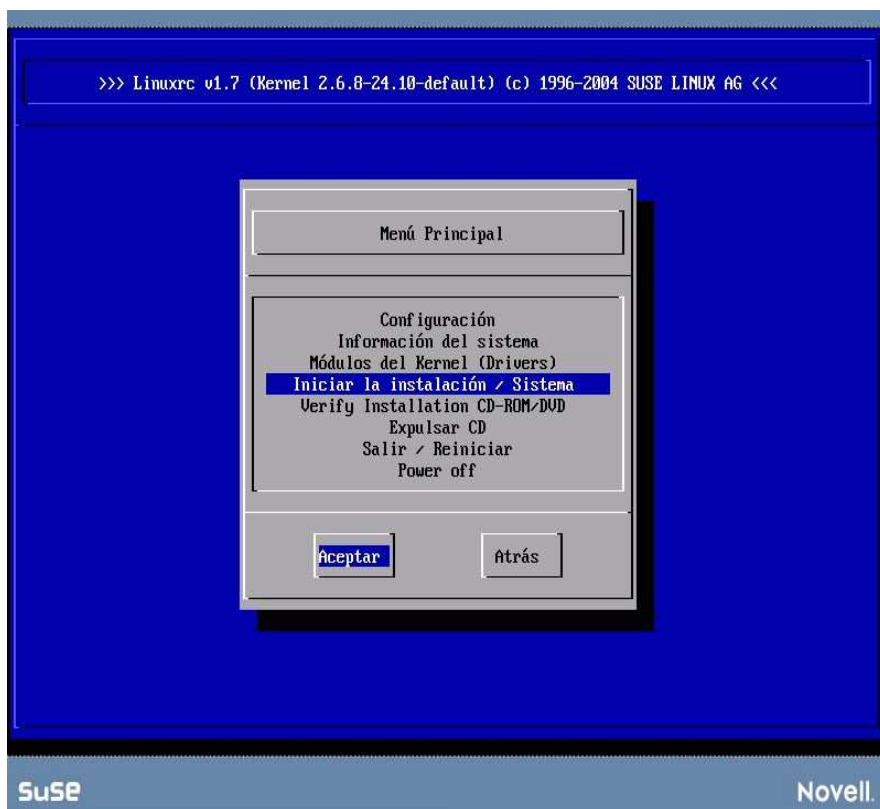 >>> Linuxrc v1.7 (Kernel 2.6.8-24.10-default) (c) 1996-2004 SUSE LINUX AG <<<
Menú Principal
Configuración
Información del sistema
Módulos del Kernel (Drivers)
Iniciar la instalación / Sistema
Verify Installation CD-ROM/DVD
Expulsar CD
Salir / Reiniciar
Power off
Aceptar Atrás
SuSE Novell.